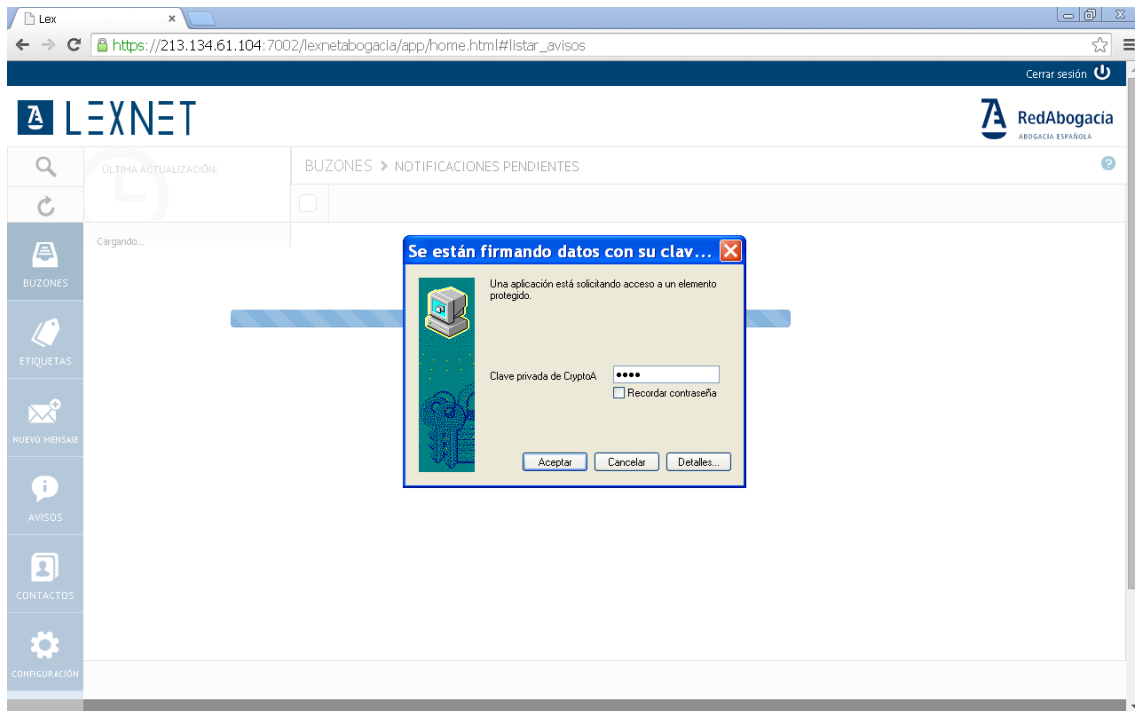 Lex
https://213.134.61.104:7002/lexnetabogacia/app/home.html#listar_avisos
Cerrar sesión
LEXNET
RedAbogacía
ABOGACIA ESPAÑOLA
ÚLTIMA ACTUALIZACIÓN:
BUZONES > NOTIFICACIONES PENDIENTES
Cargando...
BUZONES
ETIQUETAS
NUEVO MENSAJE
AVISOS
CONTACTOS
CONFIGURACIÓN
Se están firmando datos con su clav...
Una aplicación está solicitando acceso a un elemento
protegido.
Clave privada de CryptoA
Recordar contraseña
Aceptar Cancelar Detalles...